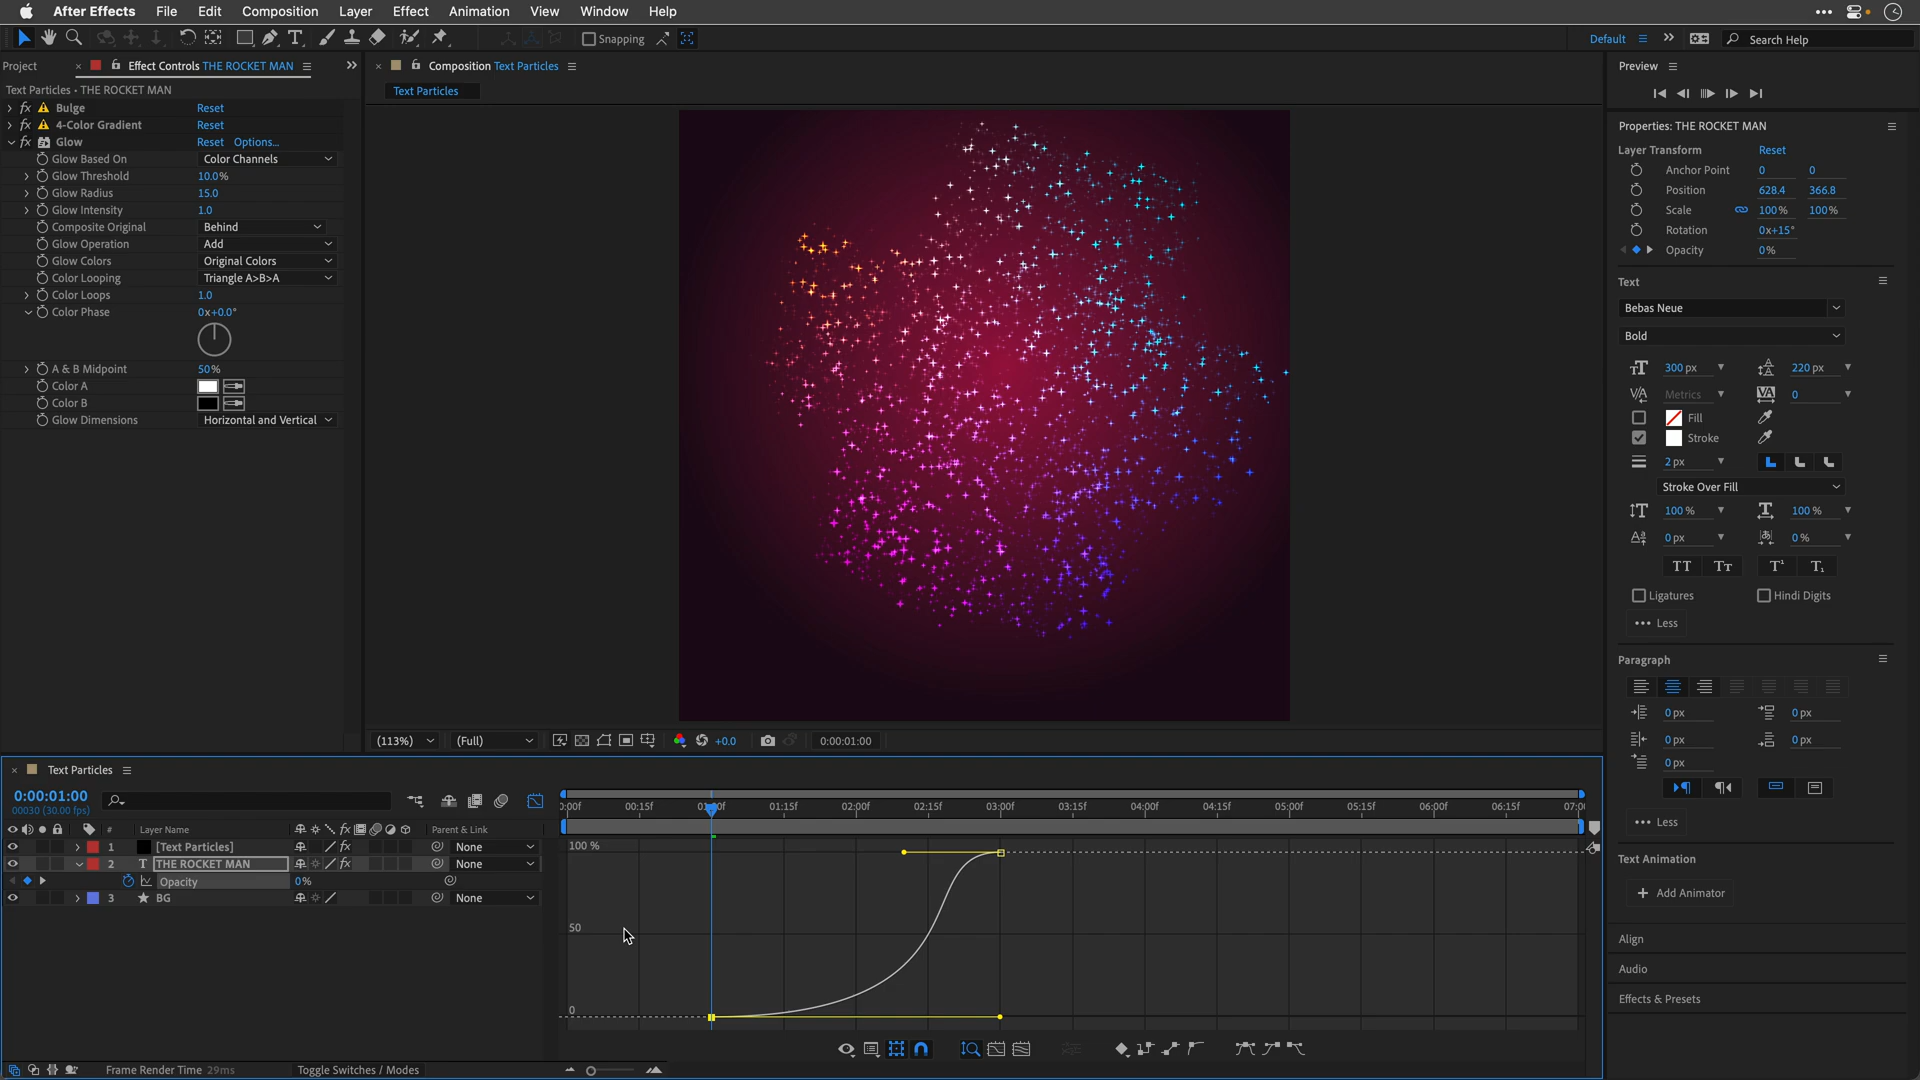 After Effects File Edit Composition Layer Effect Animation View Window Help
Snapping Default Search Help
Project Effect Controls THE ROCKET MAN
Text Particles • THE ROCKET MAN
fx Bulge Reset
fx 4-Color Gradient Reset
fx Glow Reset Options...
Glow Based On Color Channels
Glow Threshold 10.0%
Glow Radius 15.0
Glow Intensity 1.0
Composite Original Behind
Glow Operation Add
Glow Colors Original Colors
Color Looping Triangle A>B>A
Color Loops 1.0
Color Phase 0x+0.0°
A & B Midpoint 50%
Color A
Color B
Glow Dimensions Horizontal and Vertical
Composition Text Particles
Text Particles
(113%) (Full) +0.0 0:00:01:00
Preview
Properties: THE ROCKET MAN
Layer Transform Reset
Anchor Point 0 0
Position 628.4 366.8
Scale 100% 100%
Rotation 0x+15°
Opacity 0%
Text
Bebas Neue
Bold
300 px 220 px
Metrics 0
Fill
Stroke
2 px
Stroke Over Fill
100 % 100 %
0 px 0 %
TT Tt T¹ T₁
Ligatures Hindi Digits
Less
Paragraph
0 px 0 px
0 px 0 px
0 px
Less
Text Animation
Add Animator
Align
Audio
Effects & Presets
Text Particles
0:00:01:00
00030 (30.00 fps)
:00f 00:15f 01:00f 01:15f 02:00f 02:15f 03:00f 03:15f 04:00f 04:15f 05:00f 05:15f 06:00f 06:15f 07:0
# Layer Name fx Parent & Link
1 [Text Particles] fx None
2 T THE ROCKET MAN fx None
Opacity 0%
3 BG None
100 %
50
0
Frame Render Time 29ms Toggle Switches / Modes